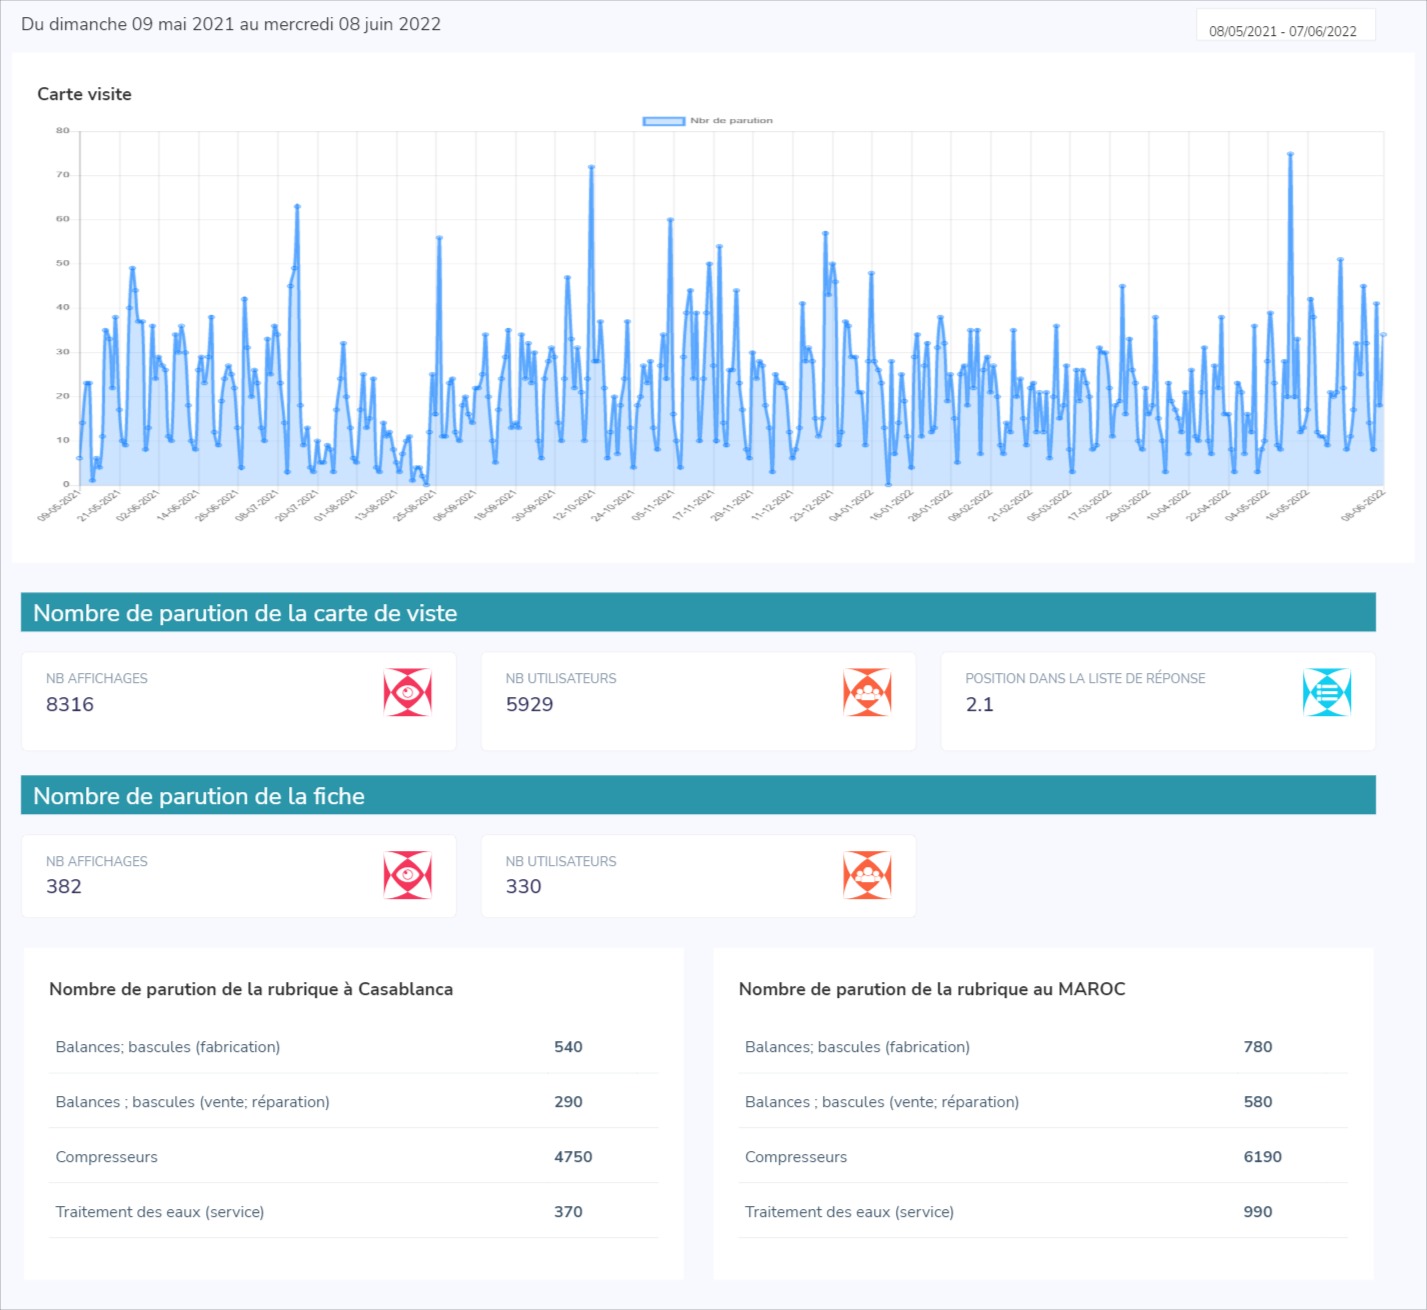 Du dimanche 09 mai 2021 au mercredi 08 juin 2022
08/05/2021 - 07/06/2022
Carte visite
Nbr de parution
80
70
60
50
40
30
20
10
0
09-05-2021 21-05-2021 02-06-2021 14-06-2021 26-06-2021 08-07-2021 20-07-2021 01-08-2021 13-08-2021 25-08-2021 06-09-2021 18-09-2021 30-09-2021 12-10-2021 24-10-2021 05-11-2021 17-11-2021 29-11-2021 11-12-2021 23-12-2021 04-01-2022 16-01-2022 28-01-2022 09-02-2022 21-02-2022 05-03-2022 17-03-2022 29-03-2022 10-04-2022 22-04-2022 04-05-2022 16-05-2022 08-06-2022
Nombre de parution de la carte de viste
NB AFFICHAGES
8316
NB UTILISATEURS
5929
POSITION DANS LA LISTE DE RÉPONSE
2.1
Nombre de parution de la fiche
NB AFFICHAGES
382
NB UTILISATEURS
330
Nombre de parution de la rubrique à Casablanca
Balances; bascules (fabrication) 540
Balances ; bascules (vente; réparation) 290
Compresseurs 4750
Traitement des eaux (service) 370
Nombre de parution de la rubrique au MAROC
Balances; bascules (fabrication) 780
Balances ; bascules (vente; réparation) 580
Compresseurs 6190
Traitement des eaux (service) 990